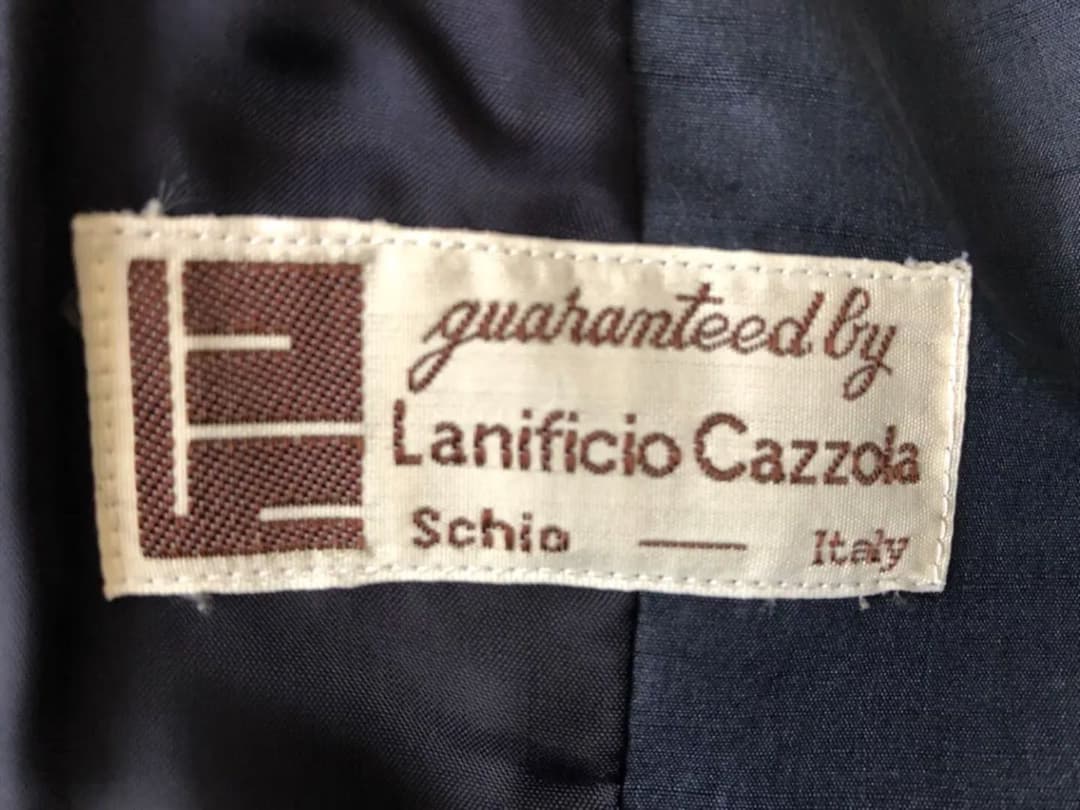 guaranteed by
Lanificio Cazzola
Schio — Italy